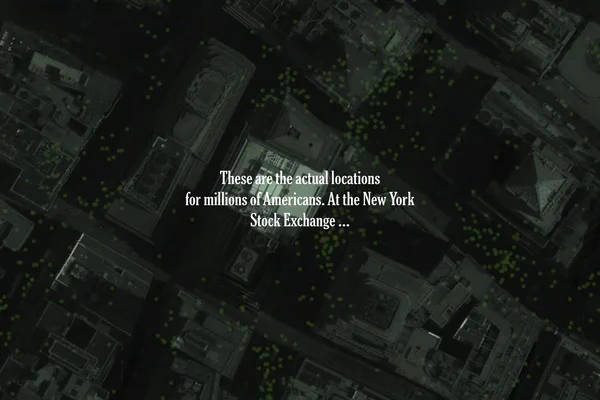 These are the actual locations
for millions of Americans. At the New York
Stock Exchange ...